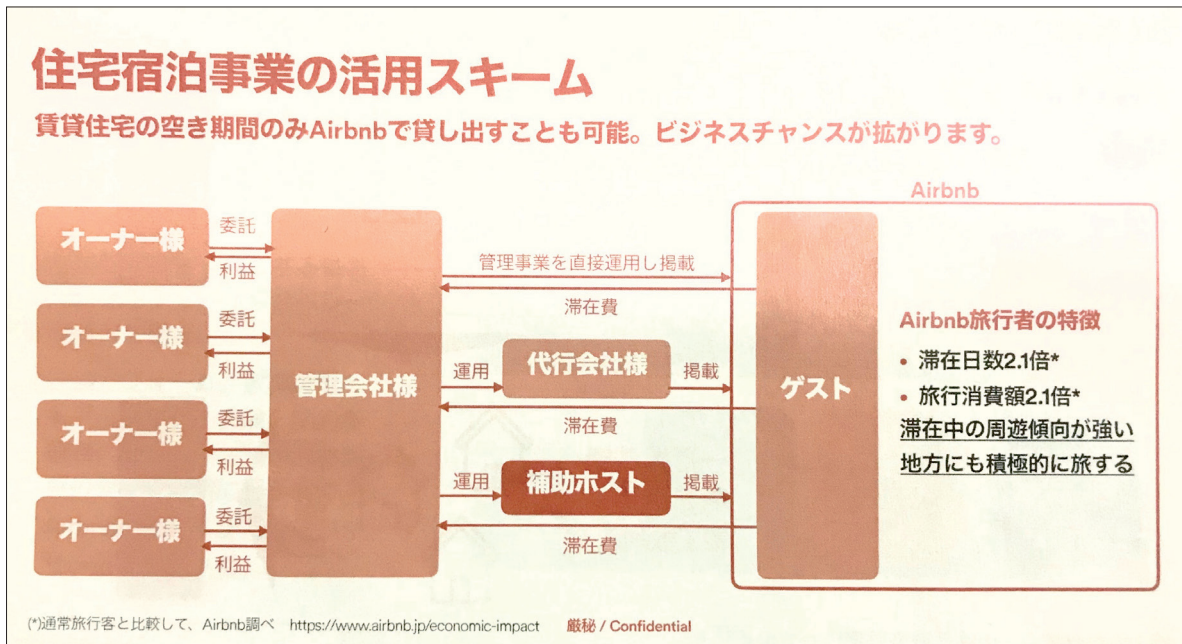 住宅宿泊事業の活用スキーム
賃貸住宅の空き期間のみAirbnbで貸し出すことも可能。ビジネスチャンスが拡がります。
Airbnb
オーナー様
委託
利益
オーナー様
委託
利益
オーナー様
委託
利益
オーナー様
委託
利益
管理会社様
管理事業を直接運用し掲載
滞在費
運用
代行会社様
掲載
滞在費
運用
補助ホスト
掲載
滞在費
ゲスト
Airbnb旅行者の特徴
• 滞在日数2.1倍*
• 旅行消費額2.1倍*
滞在中の周遊傾向が強い
地方にも積極的に旅する
(*)通常旅行客と比較して、Airbnb調べ https://www.airbnb.jp/economic-impact 厳秘 / Confidential